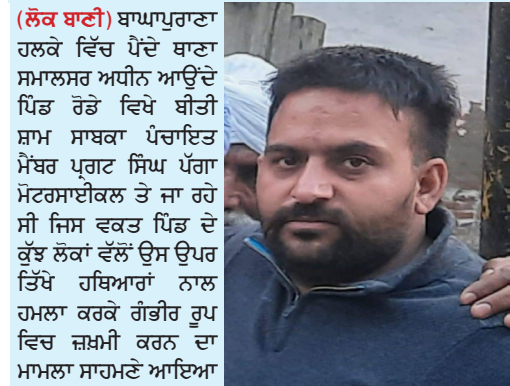 (ਲੋਕ ਬਾਣੀ) ਬਾਘਾਪੁਰਾਣਾ
ਹਲਕੇ ਵਿੱਚ ਪੈਂਦੇ ਥਾਣਾ
ਸਮਾਲਸਰ ਅਧੀਨ ਆਉਂਦੇ
ਪਿੰਡ ਰੋਡੇ ਵਿਖੇ ਬੀਤੀ
ਸ਼ਾਮ ਸਾਬਕਾ ਪੰਚਾਇਤ
ਮੈਂਬਰ ਪ੍ਰਗਟ ਸਿੰਘ ਪੱਗਾ
ਮੋਟਰਸਾਈਕਲ ਤੇ ਜਾ ਰਹੇ
ਸੀ ਜਿਸ ਵਕਤ ਪਿੰਡ ਦੇ
ਕੁੱਝ ਲੋਕਾਂ ਵੱਲੋਂ ਉਸ ਉਪਰ
ਤਿੱਖੇ ਹਥਿਆਰਾਂ ਨਾਲ
ਹਮਲਾ ਕਰਕੇ ਗੰਭੀਰ ਰੂਪ
ਵਿਚ ਜ਼ਖ਼ਮੀ ਕਰਨ ਦਾ
ਮਾਮਲਾ ਸਾਹਮਣੇ ਆਇਆ